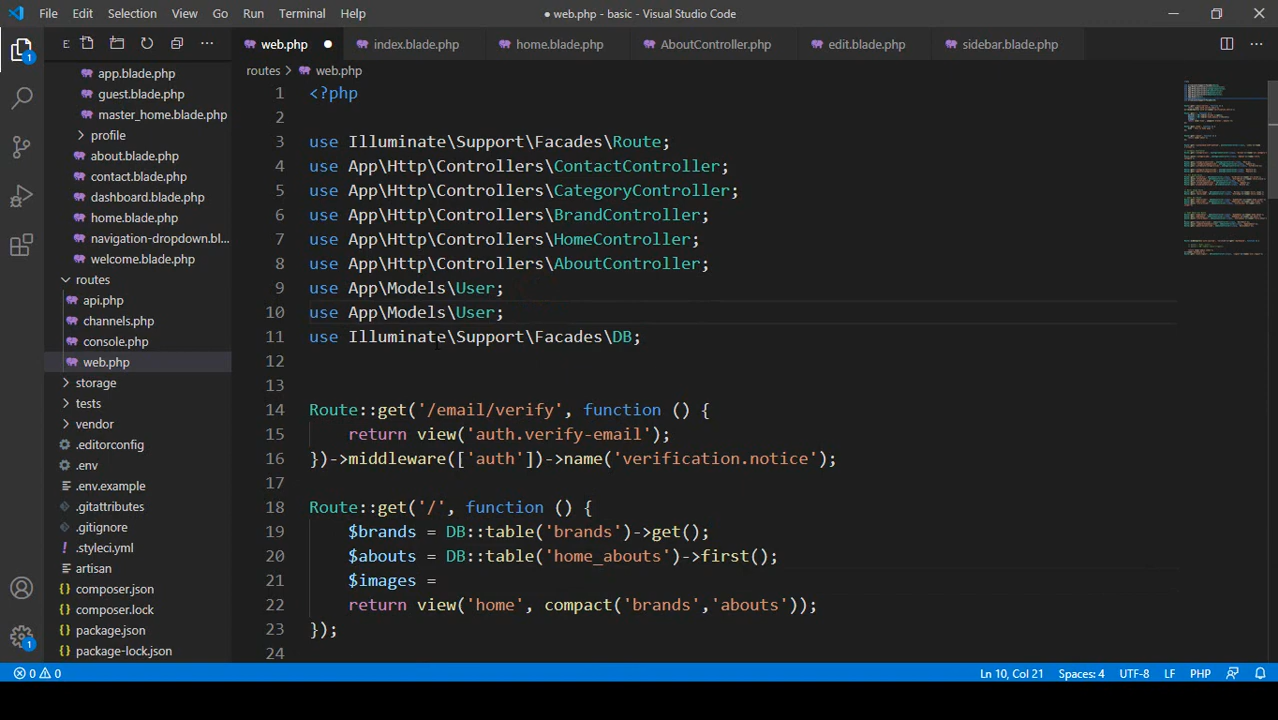 File Edit Selection View Go Run Terminal Help
● web.php - basic - Visual Studio Code
E
web.php ●
index.blade.php
home.blade.php
AboutController.php
edit.blade.php
sidebar.blade.php
routes > web.php
app.blade.php
guest.blade.php
master_home.blade.php
profile
about.blade.php
contact.blade.php
dashboard.blade.php
home.blade.php
navigation-dropdown.bl...
welcome.blade.php
routes
api.php
channels.php
console.php
web.php
storage
tests
vendor
.editorconfig
.env
.env.example
.gitattributes
.gitignore
.styleci.yml
artisan
composer.json
composer.lock
package.json
package-lock.json
1 <?php
2
3 use Illuminate\Support\Facades\Route;
4 use App\Http\Controllers\ContactController;
5 use App\Http\Controllers\CategoryController;
6 use App\Http\Controllers\BrandController;
7 use App\Http\Controllers\HomeController;
8 use App\Http\Controllers\AboutController;
9 use App\Models\User;
10 use App\Models\User;
11 use Illuminate\Support\Facades\DB;
12
13
14 Route::get('/email/verify', function () {
15 return view('auth.verify-email');
16 })->middleware(['auth'])->name('verification.notice');
17
18 Route::get('/', function () {
19 $brands = DB::table('brands')->get();
20 $abouts = DB::table('home_abouts')->first();
21 $images =
22 return view('home', compact('brands','abouts'));
23 });
24
1
1
0 0
Ln 10, Col 21 Spaces: 4 UTF-8 LF PHP